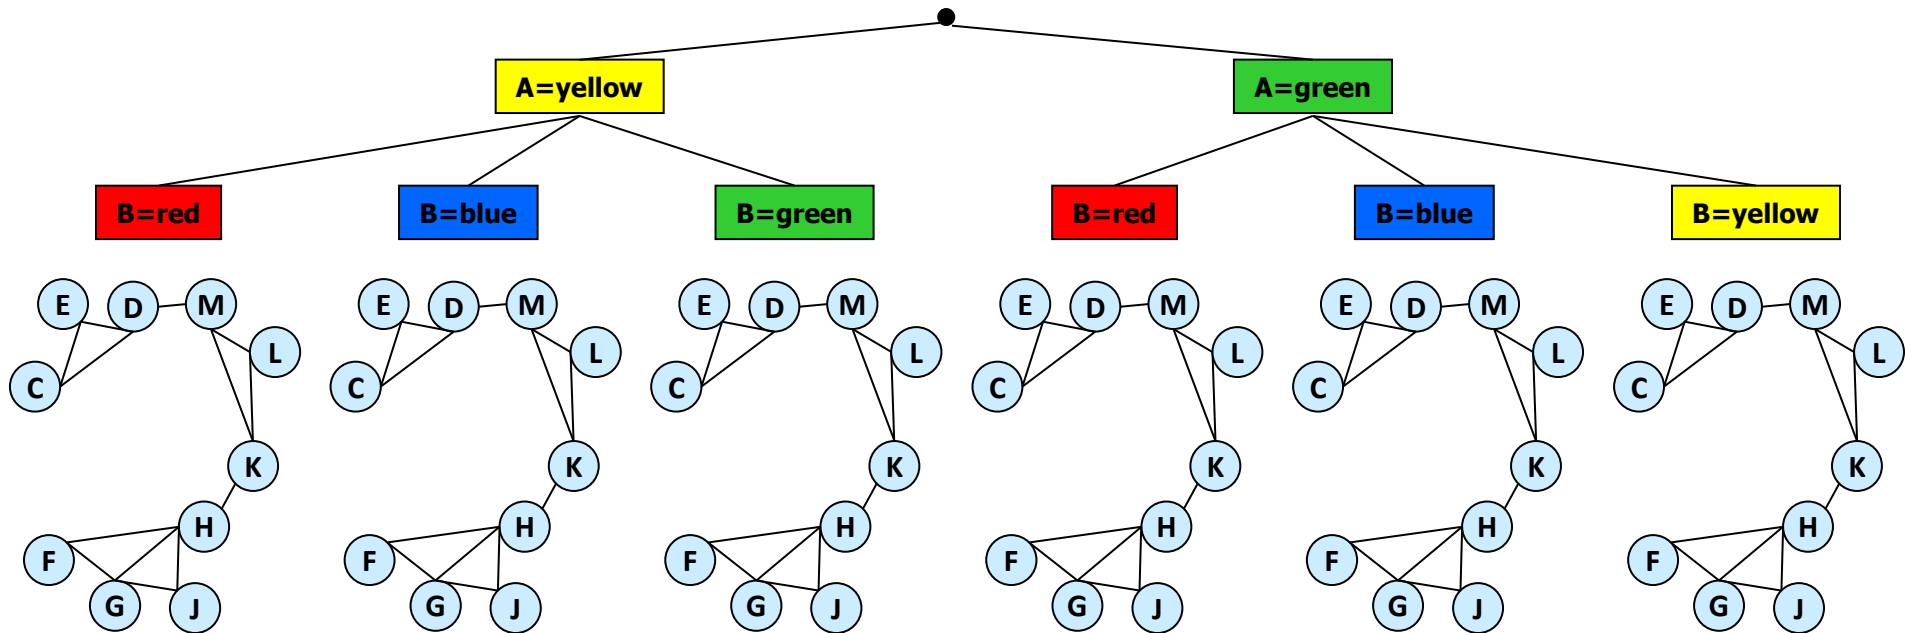 A=yellow A=green
B=red B=blue B=green B=red B=blue B=yellow
E D M E D M E D M E D M E D M E D M
L L L L L L
C C C C C C
K K K K K K
H H H H H H
F F F F F F
G J G J G J G J G J G J